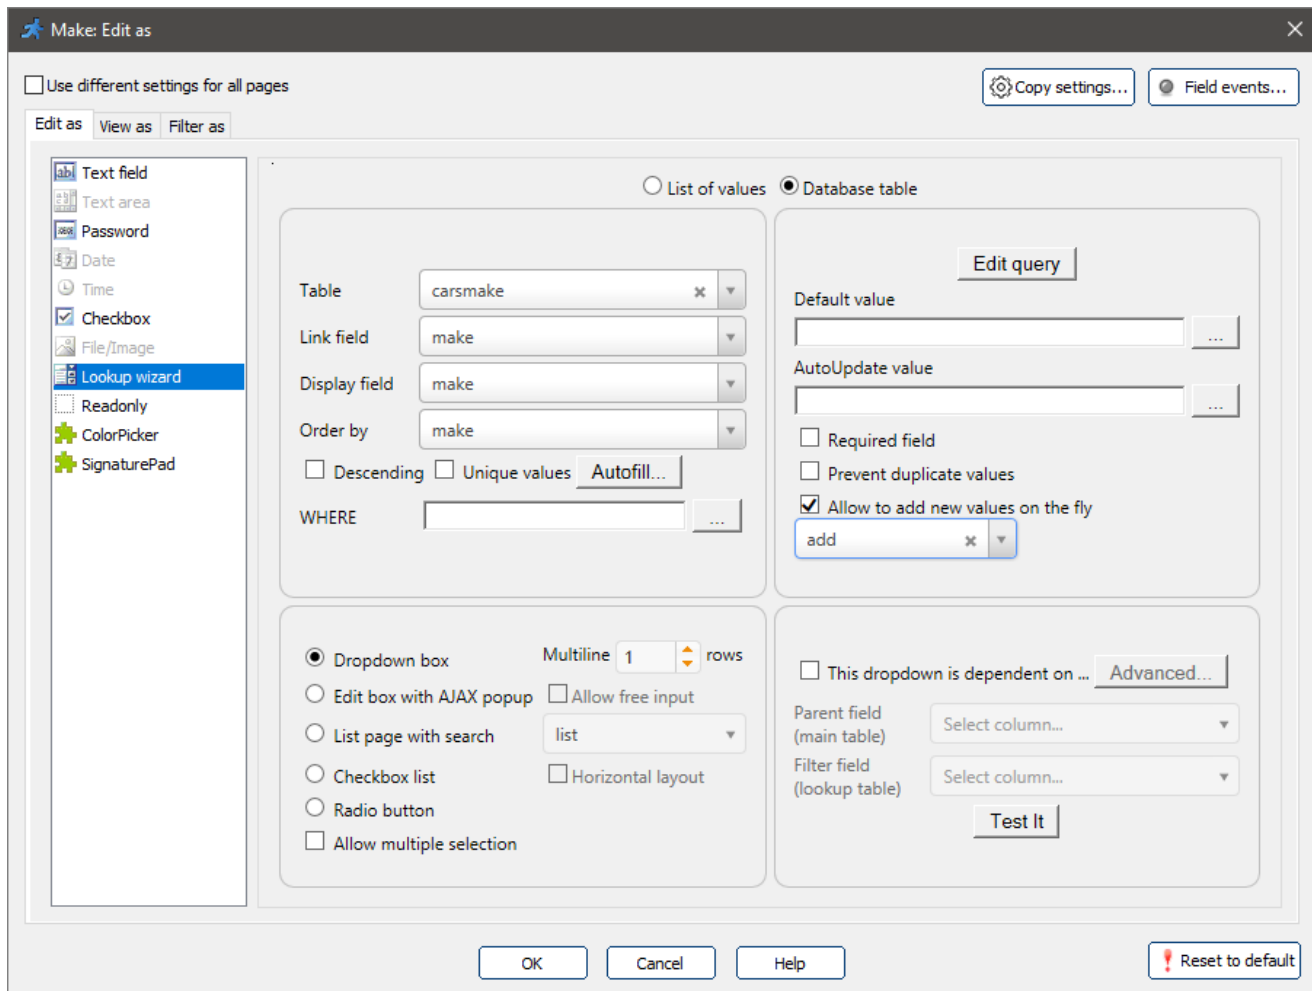 Make: Edit as
Use different settings for all pages
Copy settings...
Field events...
Edit as
View as
Filter as
Text field
Text area
Password
Date
Time
Checkbox
File/Image
Lookup wizard
Readonly
ColorPicker
SignaturePad
List of values
Database table
Table
carsmake
Link field
make
Display field
make
Order by
make
Descending
Unique values
Autofill...
WHERE
...
Edit query
Default value
...
AutoUpdate value
...
Required field
Prevent duplicate values
Allow to add new values on the fly
add
Dropdown box
Multiline 1 rows
Edit box with AJAX popup
Allow free input
List page with search
list
Checkbox list
Horizontal layout
Radio button
Allow multiple selection
This dropdown is dependent on ...
Advanced...
Parent field
(main table)
Select column...
Filter field
(lookup table)
Select column...
Test It
OK
Cancel
Help
Reset to default